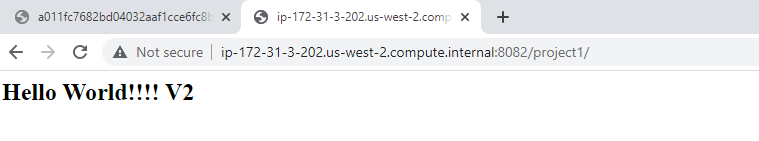 a011fc7682bd04032aaf1cce6fc8b
ip-172-31-3-202.us-west-2.comp
Not secure
ip-172-31-3-202.us-west-2.compute.internal:8082/project1/
Hello World!!!! V2